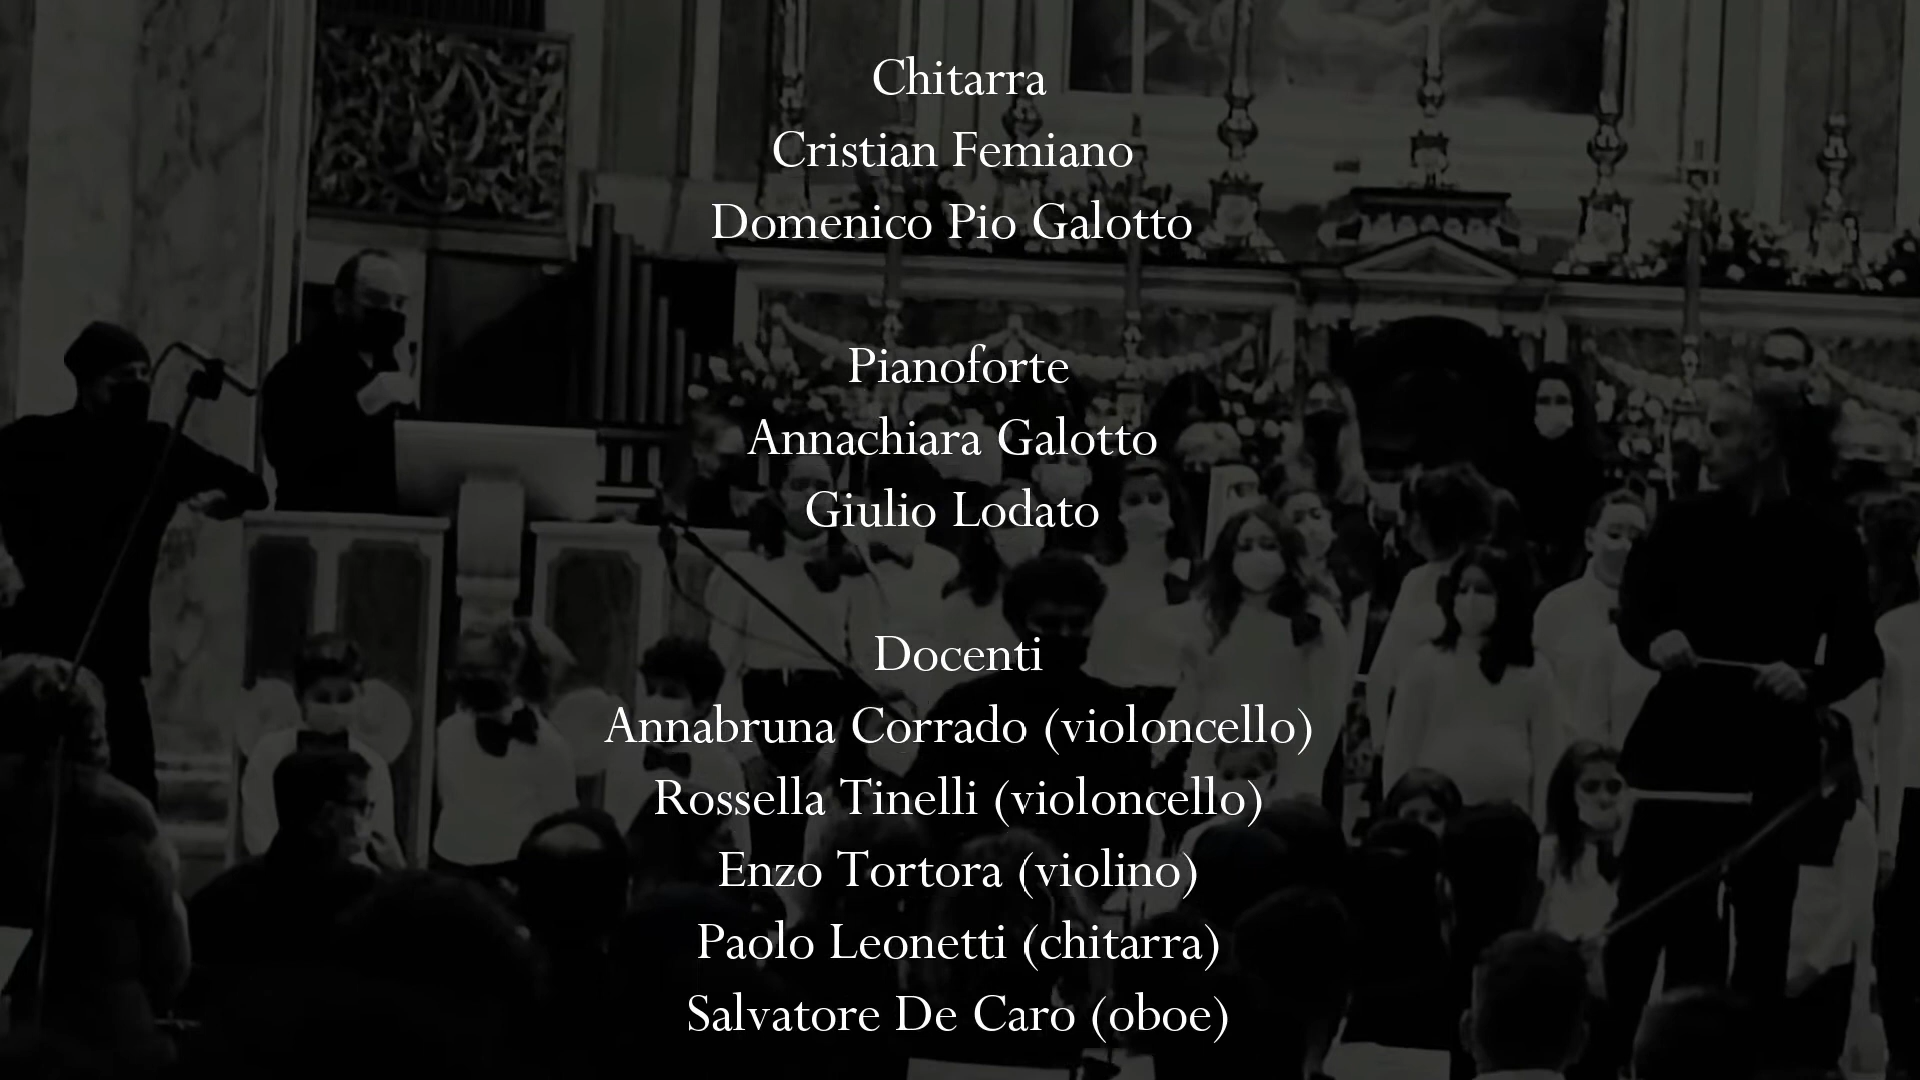 Chitarra
Cristian Femiano
Domenico Pio Galotto
Pianoforte
Annachiara Galotto
Giulio Lodato
Docenti
Annabruna Corrado (violoncello)
Rossella Tinelli (violoncello)
Enzo Tortora (violino)
Paolo Leonetti (chitarra)
Salvatore De Caro (oboe)